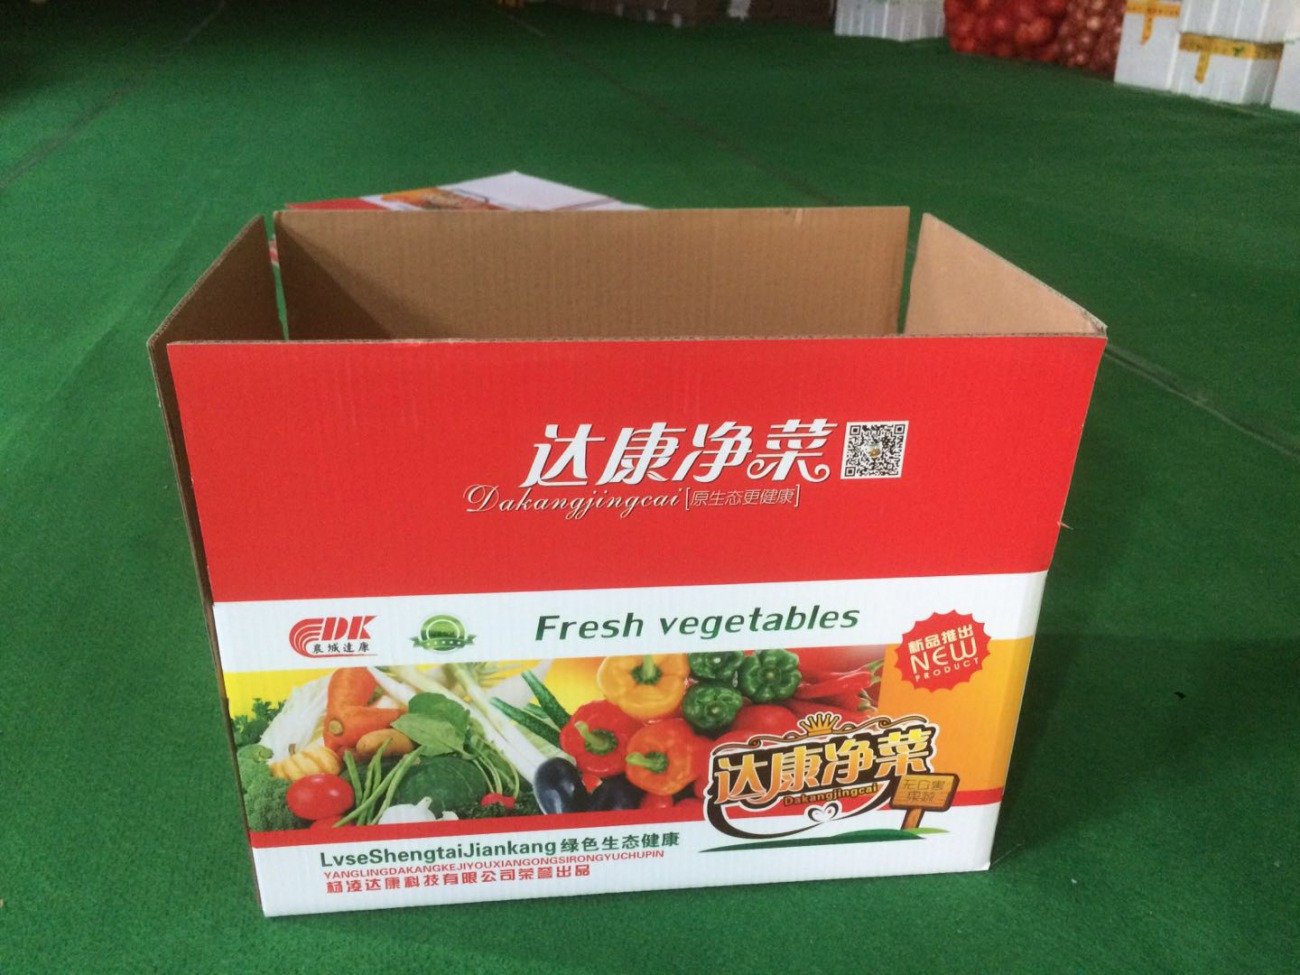 达康净菜
Dakangjingcai [原生态更健康]
CDK
襄城达康
Fresh vegetables
新品推出
NEW
PRODUCT
达康净菜
Dakangjingcai
LvseShengtaiJiankang 绿色生态健康
YANGLINGDAKANGKEJIYOUXIANGONGSIRONGYUCHUPIN
杨凌达康科技有限公司荣誉出品